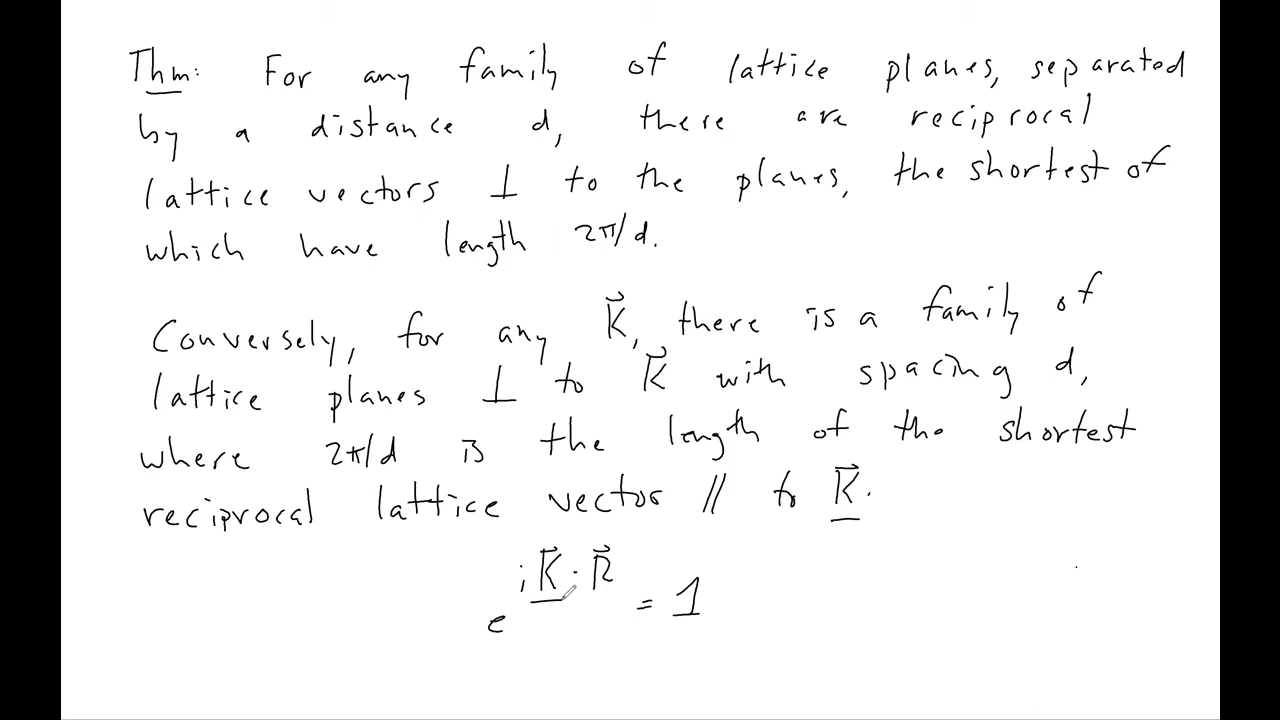 Thm: For any family of lattice planes, separated
by a distance d, there are reciprocal
lattice vectors ⊥ to the planes, the shortest of
which have length 2π/d.
Conversely, for any K⃗, there is a family of
lattice planes ⊥ to K⃗ with spacing d,
where 2π/d is the length of the shortest
reciprocal lattice vector // to K⃗.
e^{iK⃗·R⃗} = 1